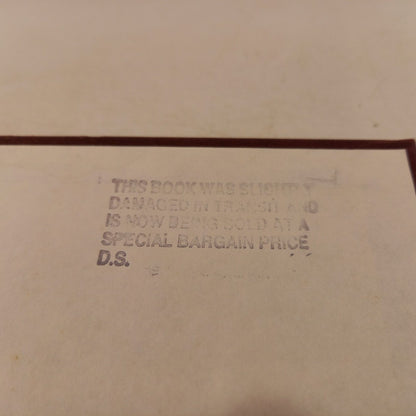 THIS BOOK WAS SLIGHTLY
DAMAGED IN TRANSIT AND
IS NOW BEING SOLD AT A
SPECIAL BARGAIN PRICE
D.S.